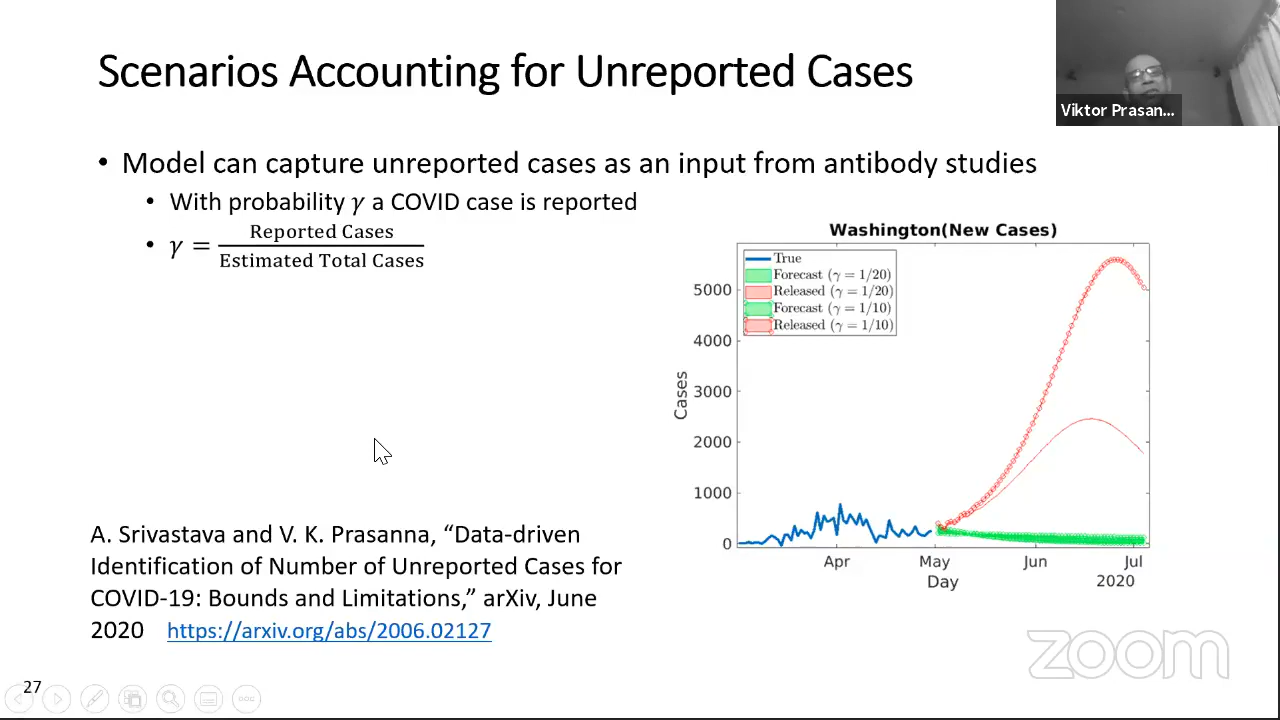 Scenarios Accounting for Unreported Cases
Viktor Prasan...
• Model can capture unreported cases as an input from antibody studies
• With probability γ a COVID case is reported
• γ = Reported Cases / Estimated Total Cases
Washington(New Cases)
True
Forecast (γ = 1/20)
Released (γ = 1/20)
Forecast (γ = 1/10)
Released (γ = 1/10)
5000
4000
3000
2000
1000
0
Cases
Apr
May
Jun
Jul
Day
2020
A. Srivastava and V. K. Prasanna, “Data-driven
Identification of Number of Unreported Cases for
COVID-19: Bounds and Limitations,” arXiv, June
2020 https://arxiv.org/abs/2006.02127
zoom
27